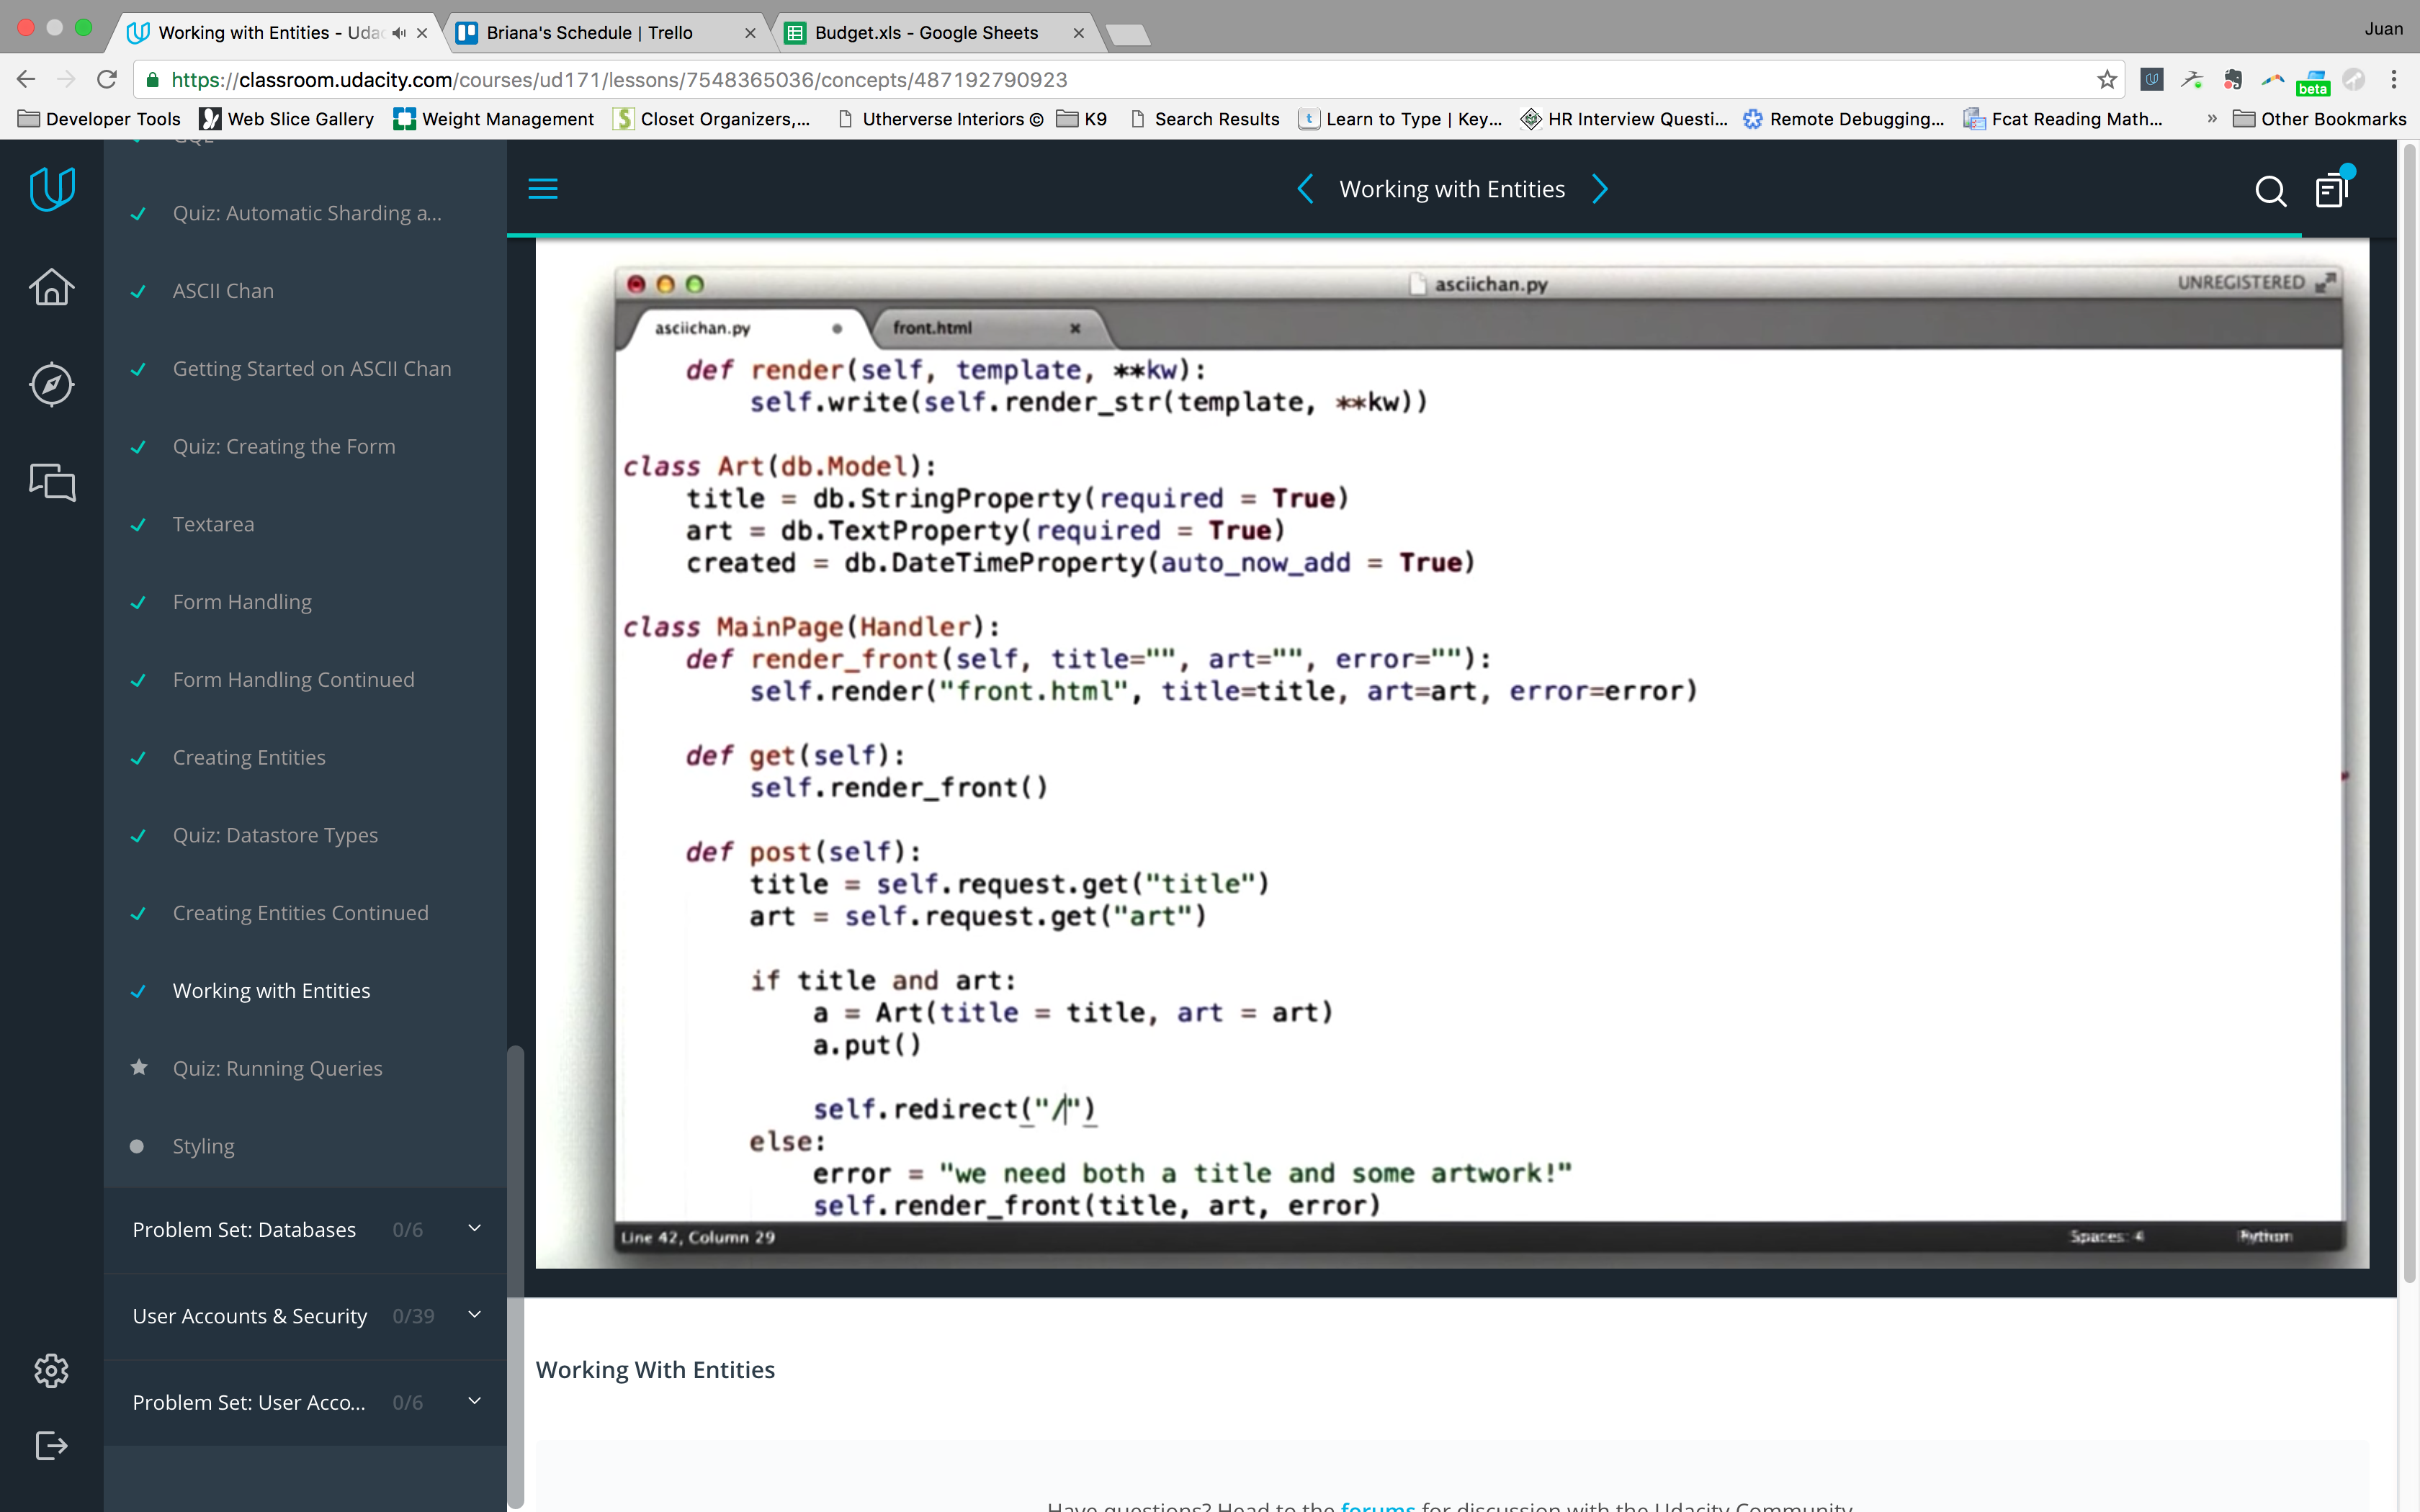 Working with Entities - Udac
Briana's Schedule | Trello
Budget.xls - Google Sheets
Juan
https://classroom.udacity.com/courses/ud171/lessons/7548365036/concepts/487192790923
beta
Developer Tools
Web Slice Gallery
Weight Management
Closet Organizers,...
Utherverse Interiors ©
K9
Search Results
Learn to Type | Key...
HR Interview Questi...
Remote Debugging...
Fcat Reading Math...
»
Other Bookmarks
GQL
Quiz: Automatic Sharding a...
ASCII Chan
Getting Started on ASCII Chan
Quiz: Creating the Form
Textarea
Form Handling
Form Handling Continued
Creating Entities
Quiz: Datastore Types
Creating Entities Continued
Working with Entities
Quiz: Running Queries
Styling
Problem Set: Databases 0/6
User Accounts & Security 0/39
Problem Set: User Acco... 0/6
Working with Entities
asciichan.py
UNREGISTERED
asciichan.py
front.html
def render(self, template, **kw):
self.write(self.render_str(template, **kw))
class Art(db.Model):
title = db.StringProperty(required = True)
art = db.TextProperty(required = True)
created = db.DateTimeProperty(auto_now_add = True)
class MainPage(Handler):
def render_front(self, title="", art="", error=""):
self.render("front.html", title=title, art=art, error=error)
def get(self):
self.render_front()
def post(self):
title = self.request.get("title")
art = self.request.get("art")
if title and art:
a = Art(title = title, art = art)
a.put()
self.redirect("/")
else:
error = "we need both a title and some artwork!"
self.render_front(title, art, error)
Line 42, Column 29
Spaces: 4
Python
Working With Entities
Have questions? Head to the forums for discussion with the Udacity Community.